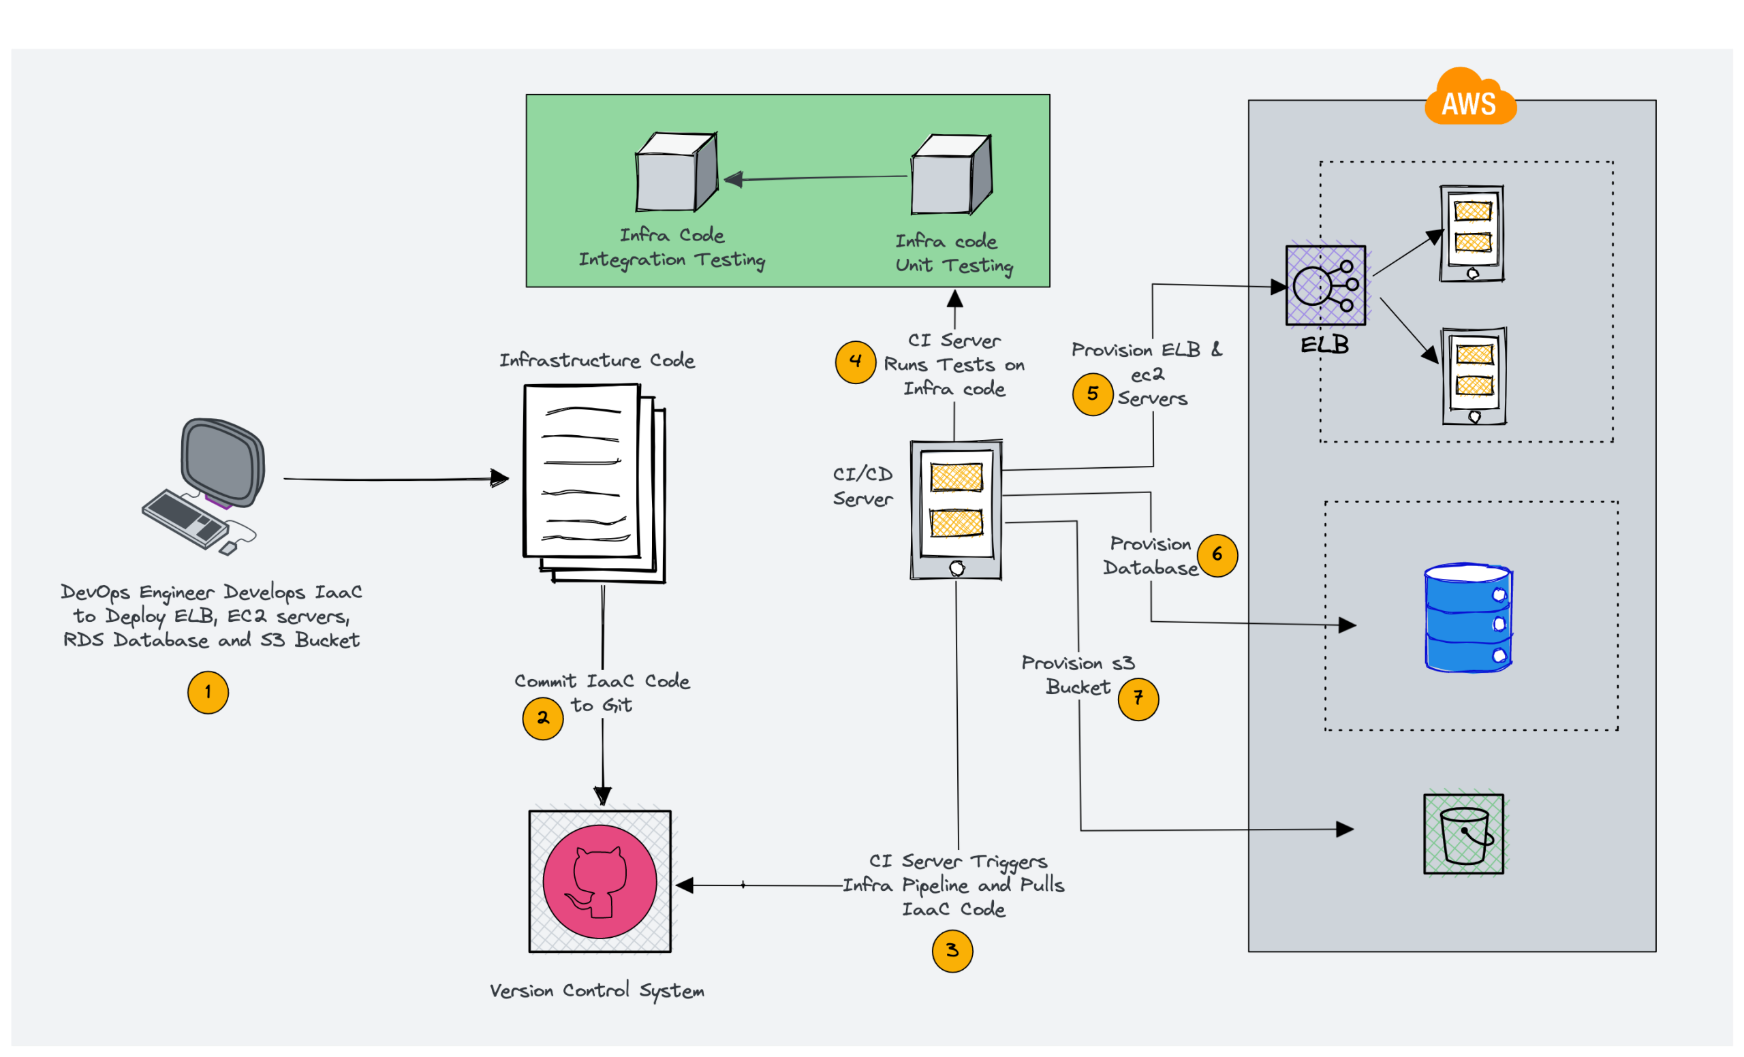 AWS
Infra Code
Integration Testing
Infra code
Unit Testing
ELB
Infrastructure Code
4
CI Server
Runs Tests on
Infra code
Provision ELB &
ec2
5
Servers
CI/CD
Server
DevOps Engineer Develops IaaC
to Deploy ELB, EC2 servers,
RDS Database and S3 Bucket
1
Commit IaaC Code
to Git
2
Provision
Database
6
Provision s3
Bucket
7
CI Server Triggers
Infra Pipeline and Pulls
IaaC Code
3
Version Control System